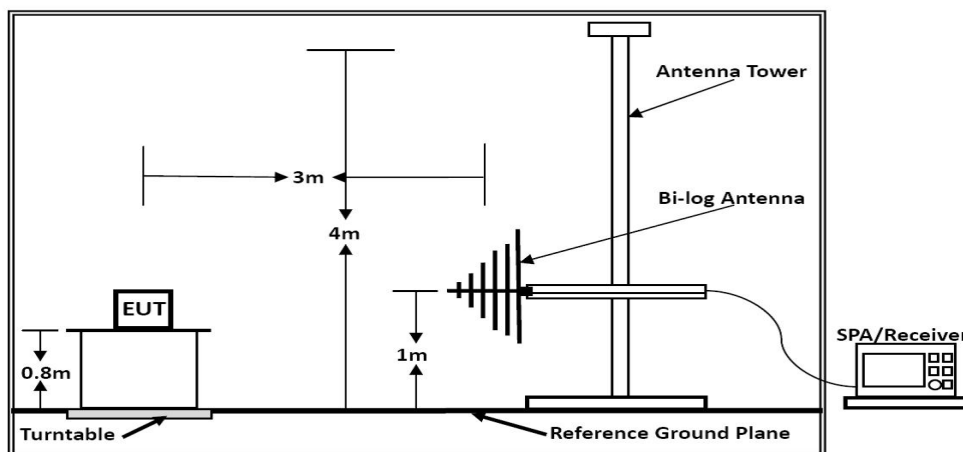 Antenna Tower
3m
Bi-log Antenna
4m
EUT
SPA/Receiver
1m
0.8m
Turntable
Reference Ground Plane